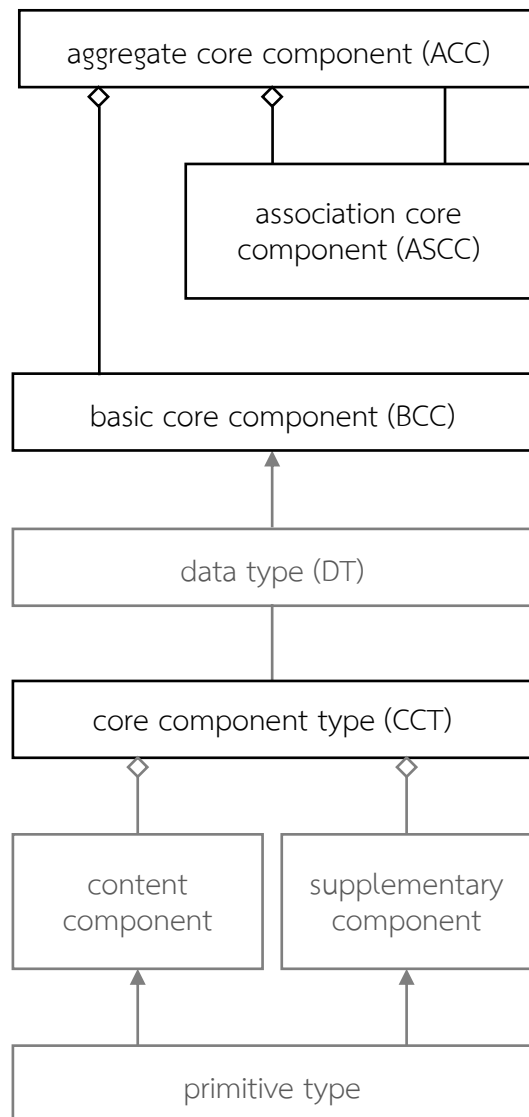 aggregate core component (ACC)
association core
component (ASCC)
basic core component (BCC)
data type (DT)
core component type (CCT)
content
component
supplementary
component
primitive type